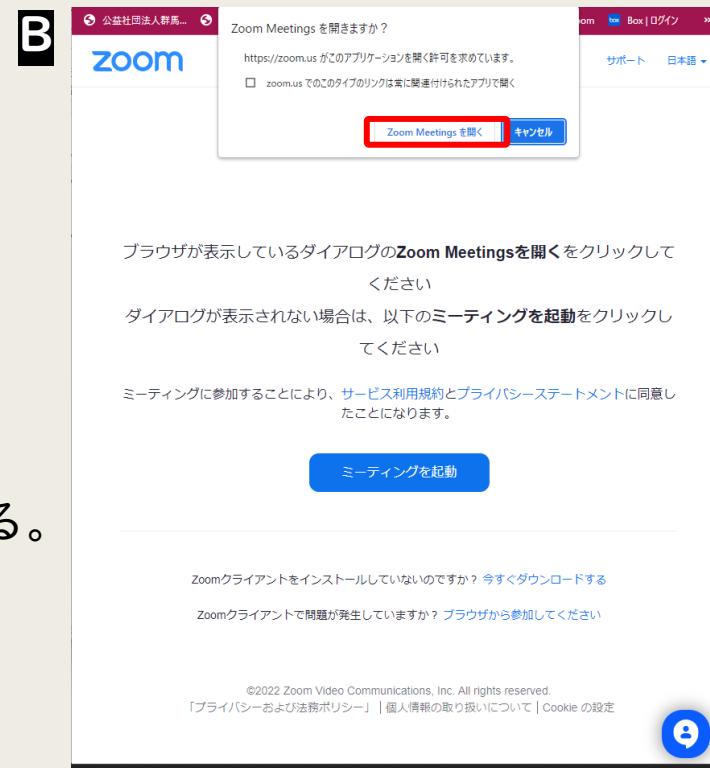 B
公益社団法人群馬...
oom box Box | ログイン »
Zoom Meetings を開きますか？
https://zoom.us がこのアプリケーションを開く許可を求めています。
zoom.us でのこのタイプのリンクは常に関連付けられたアプリで開く
Zoom Meetings を開く キャンセル
zoom サポート 日本語
ブラウザが表示しているダイアログのZoom Meetingsを開くをクリックして
ください
ダイアログが表示されない場合は、以下のミーティングを起動をクリックし
てください
ミーティングに参加することにより、サービス利用規約とプライバシーステートメントに同意し
たことになります。
ミーティングを起動
る。
Zoomクライアントをインストールしていないのですか？ 今すぐダウンロードする
Zoomクライアントで問題が発生していますか？ ブラウザから参加してください
©2022 Zoom Video Communications, Inc. All rights reserved.
「プライバシーおよび法務ポリシー」 | 個人情報の取り扱いについて | Cookie の設定